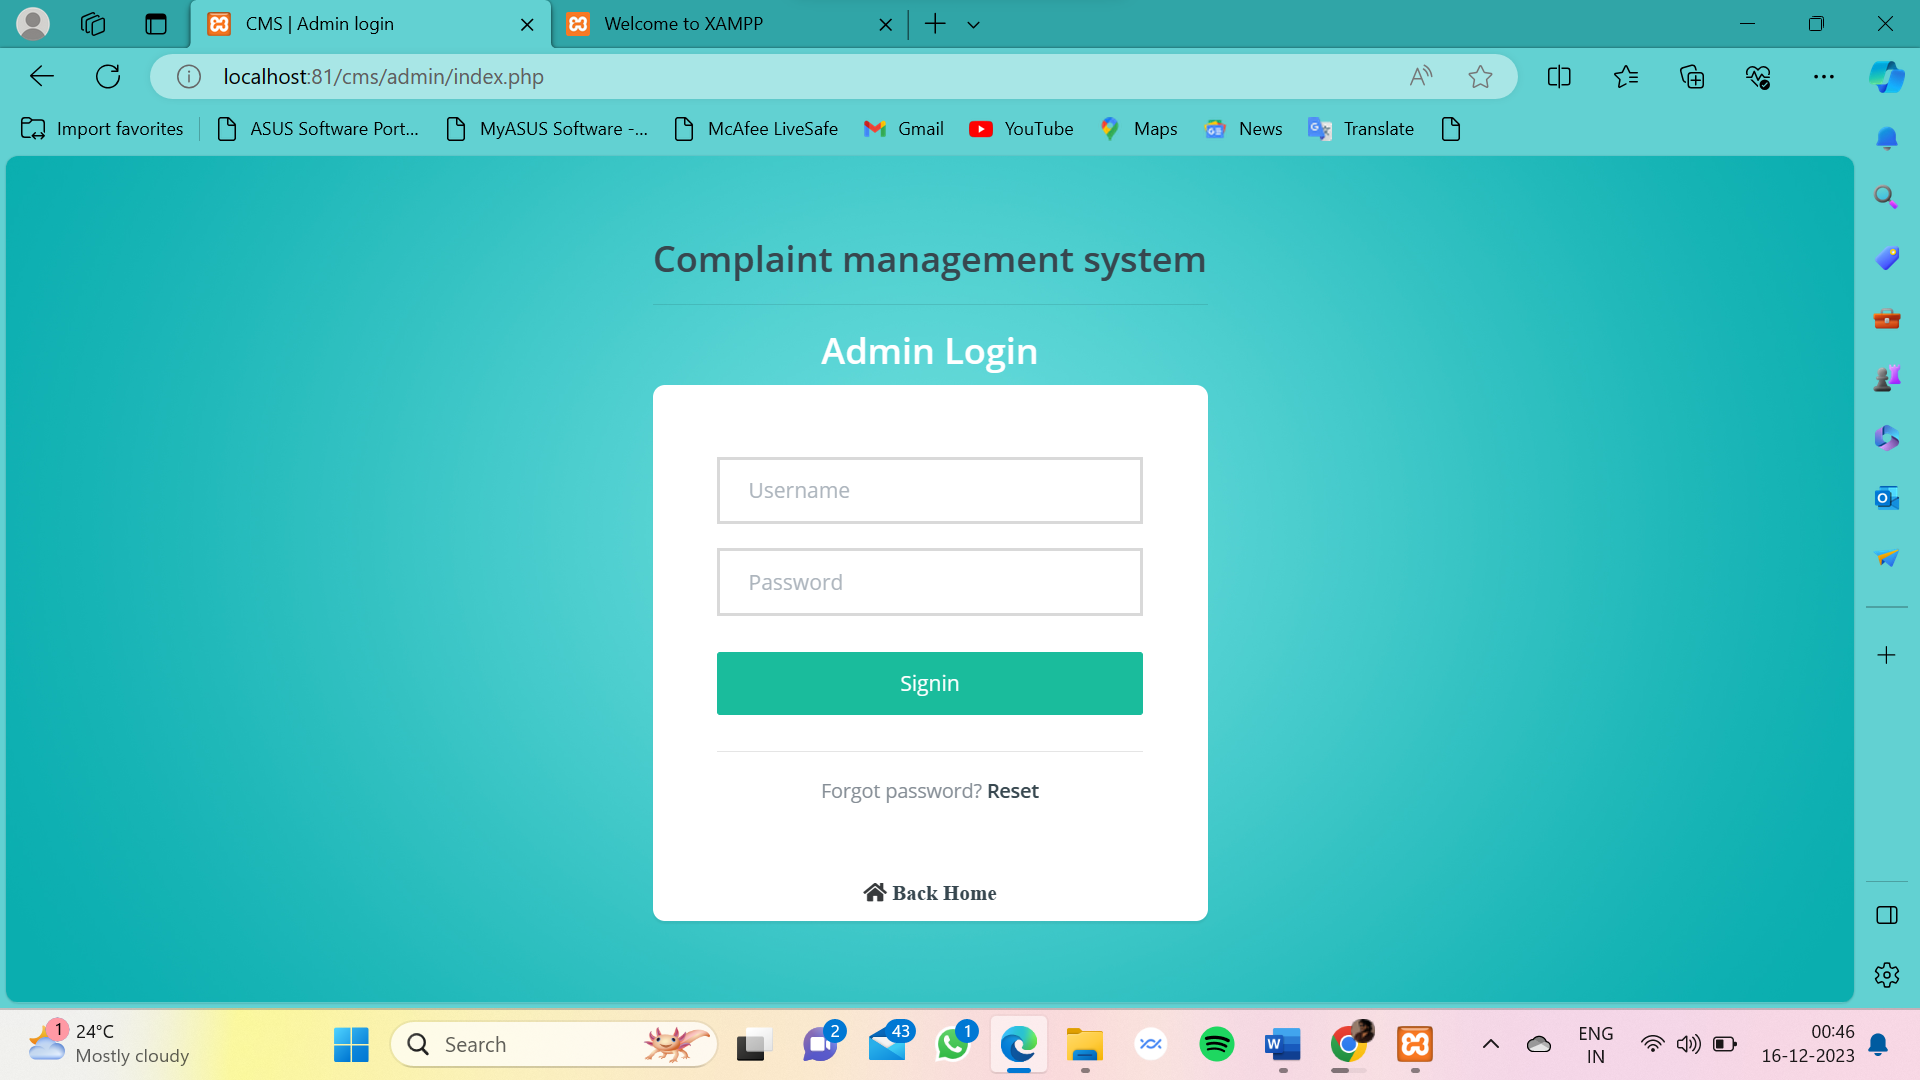 CMS | Admin login
Welcome to XAMPP
localhost:81/cms/admin/index.php
Import favorites
ASUS Software Port...
MyASUS Software -...
McAfee LiveSafe
Gmail
YouTube
Maps
News
Translate
Complaint management system
Admin Login
Username
Password
Signin
Forgot password? Reset
Back Home
1
24°C
Mostly cloudy
Search
2
43
1
ENG
IN
00:46
16-12-2023